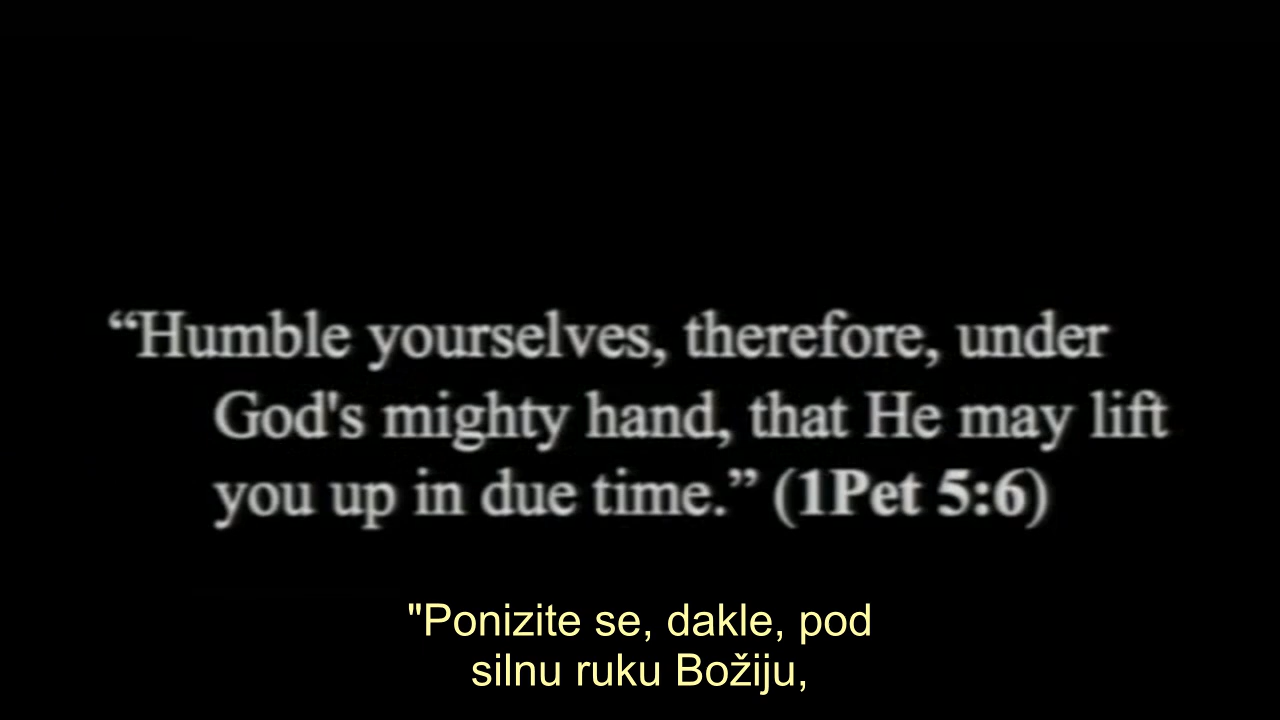 “Humble yourselves, therefore, under
God's mighty hand, that He may lift
you up in due time.” (1Pet 5:6)
"Ponizite se, dakle, pod
silnu ruku Božiju,